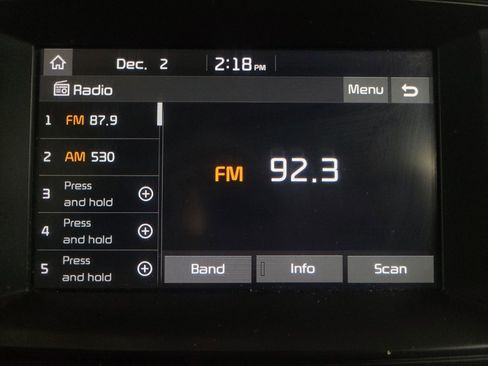 Dec. 2 2:18 PM
Radio Menu
1 FM 87.9
2 AM 530
3 Press and hold
4 Press and hold
5 Press and hold
FM 92.3
Band Info Scan